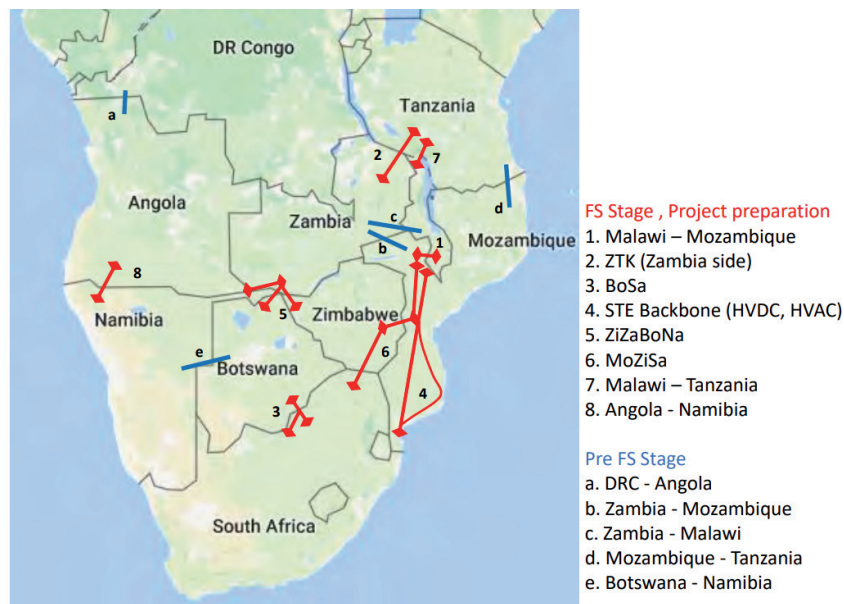 DR Congo
Tanzania
a
2
7
Angola
Zambia
c
b
d
1
Mozambique
8
Namibia
5
Zimbabwe
6
e
Botswana
4
3
South Africa
FS Stage , Project preparation
1. Malawi – Mozambique
2. ZTK (Zambia side)
3. BoSa
4. STE Backbone (HVDC, HVAC)
5. ZiZaBoNa
6. MoZiSa
7. Malawi – Tanzania
8. Angola - Namibia
Pre FS Stage
a. DRC - Angola
b. Zambia - Mozambique
c. Zambia - Malawi
d. Mozambique - Tanzania
e. Botswana - Namibia